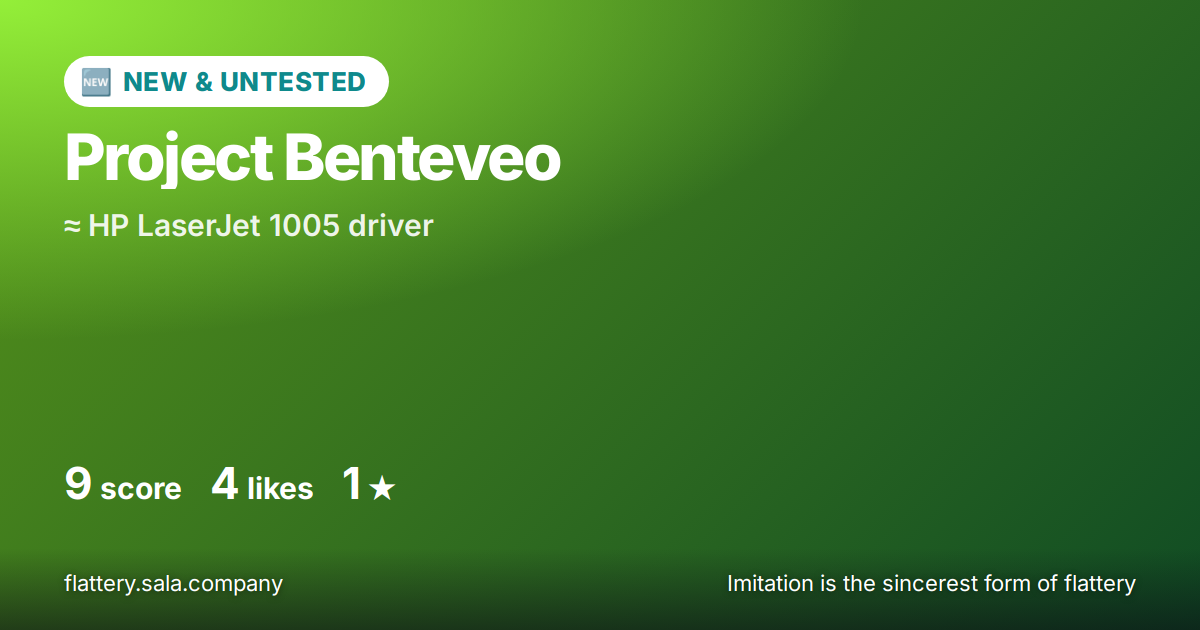 🆕 NEW & UNTESTED
Project Benteveo
≈ HP LaserJet 1005 driver
9 score 4 likes 1 ★
flattery.sala.company
Imitation is the sincerest form of flattery